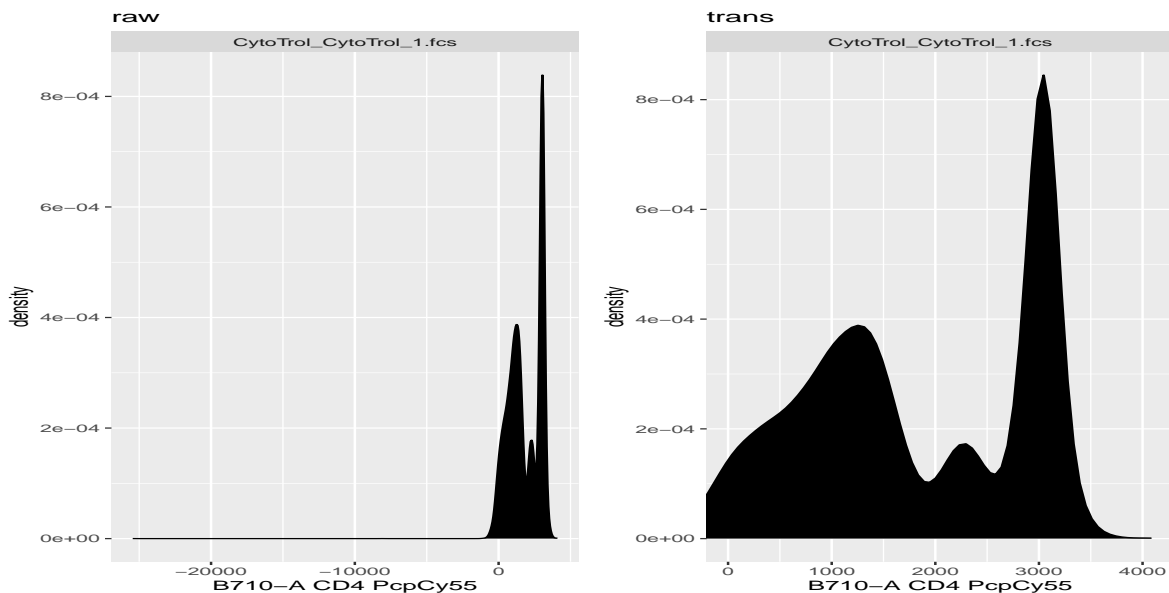 raw
CytoTrol_CytoTrol_1.fcs
8e−04
6e−04
4e−04
2e−04
0e+00
density
−20000 −10000 0
B710−A CD4 PcpCy55
trans
CytoTrol_CytoTrol_1.fcs
8e−04
6e−04
4e−04
2e−04
0e+00
density
0 1000 2000 3000 4000
B710−A CD4 PcpCy55